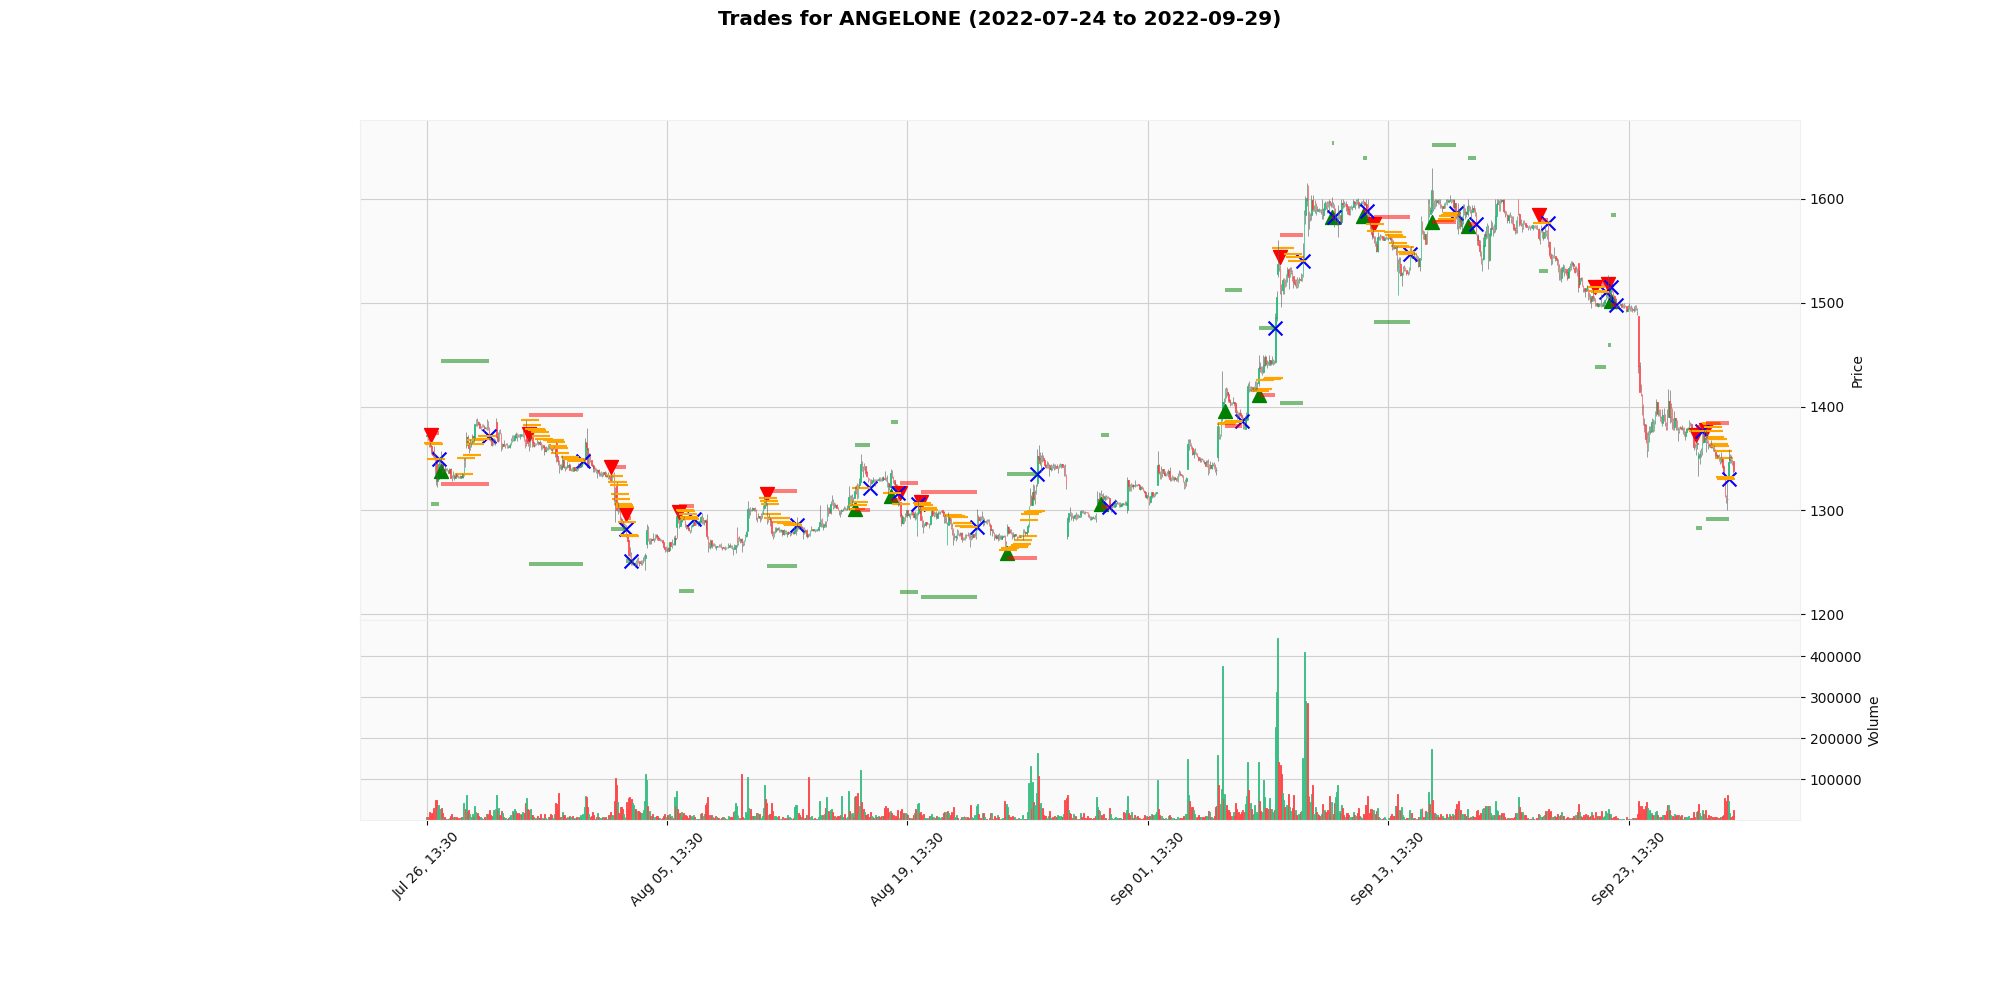 Trades for ANGELONE (2022-07-24 to 2022-09-29)
1600
1500
1400
1300
1200
Price
400000
300000
200000
100000
Volume
Jul 26, 13:30
Aug 05, 13:30
Aug 19, 13:30
Sep 01, 13:30
Sep 13, 13:30
Sep 23, 13:30